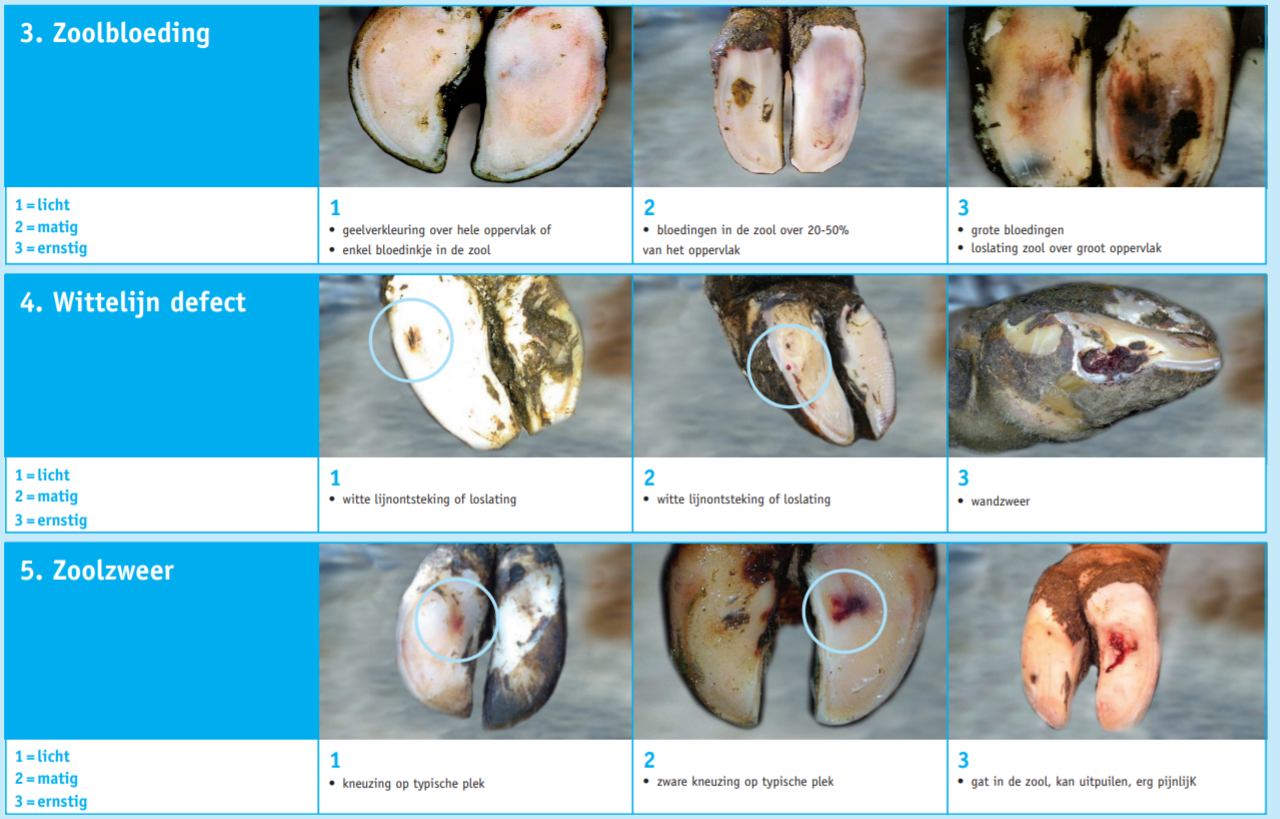 3. Zoolbloeding
1 = licht
2 = matig
3 = ernstig
1
• geelverkleuring over hele oppervlak of
• enkel bloedinkje in de zool
2
• bloedingen in de zool over 20-50%
van het oppervlak
3
• grote bloedingen
• loslating zool over groot oppervlak
4. Wittelijn defect
1 = licht
2 = matig
3 = ernstig
1
• witte lijnontsteking of loslating
2
• witte lijnontsteking of loslating
3
• wandzweer
5. Zoolzweer
1 = licht
2 = matig
3 = ernstig
1
• kneuzing op typische plek
2
• zware kneuzing op typische plek
3
• gat in de zool, kan uitpuilen, erg pijnlijK